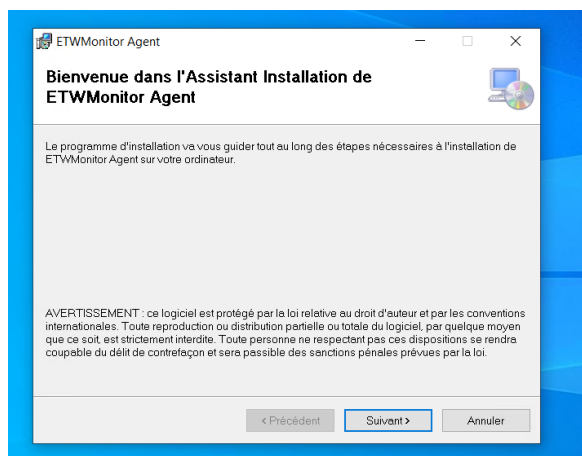 ETWMonitor Agent
Bienvenue dans l'Assistant Installation de
ETWMonitor Agent
Le programme d'installation va vous guider tout au long des étapes nécessaires à l'installation de
ETWMonitor Agent sur votre ordinateur.
AVERTISSEMENT : ce logiciel est protégé par la loi relative au droit d'auteur et par les conventions
internationales. Toute reproduction ou distribution partielle ou totale du logiciel, par quelque moyen
que ce soit, est strictement interdite. Toute personne ne respectant pas ces dispositions se rendra
coupable du délit de contrefaçon et sera passible des sanctions pénales prévues par la loi.
< Précédent Suivant > Annuler